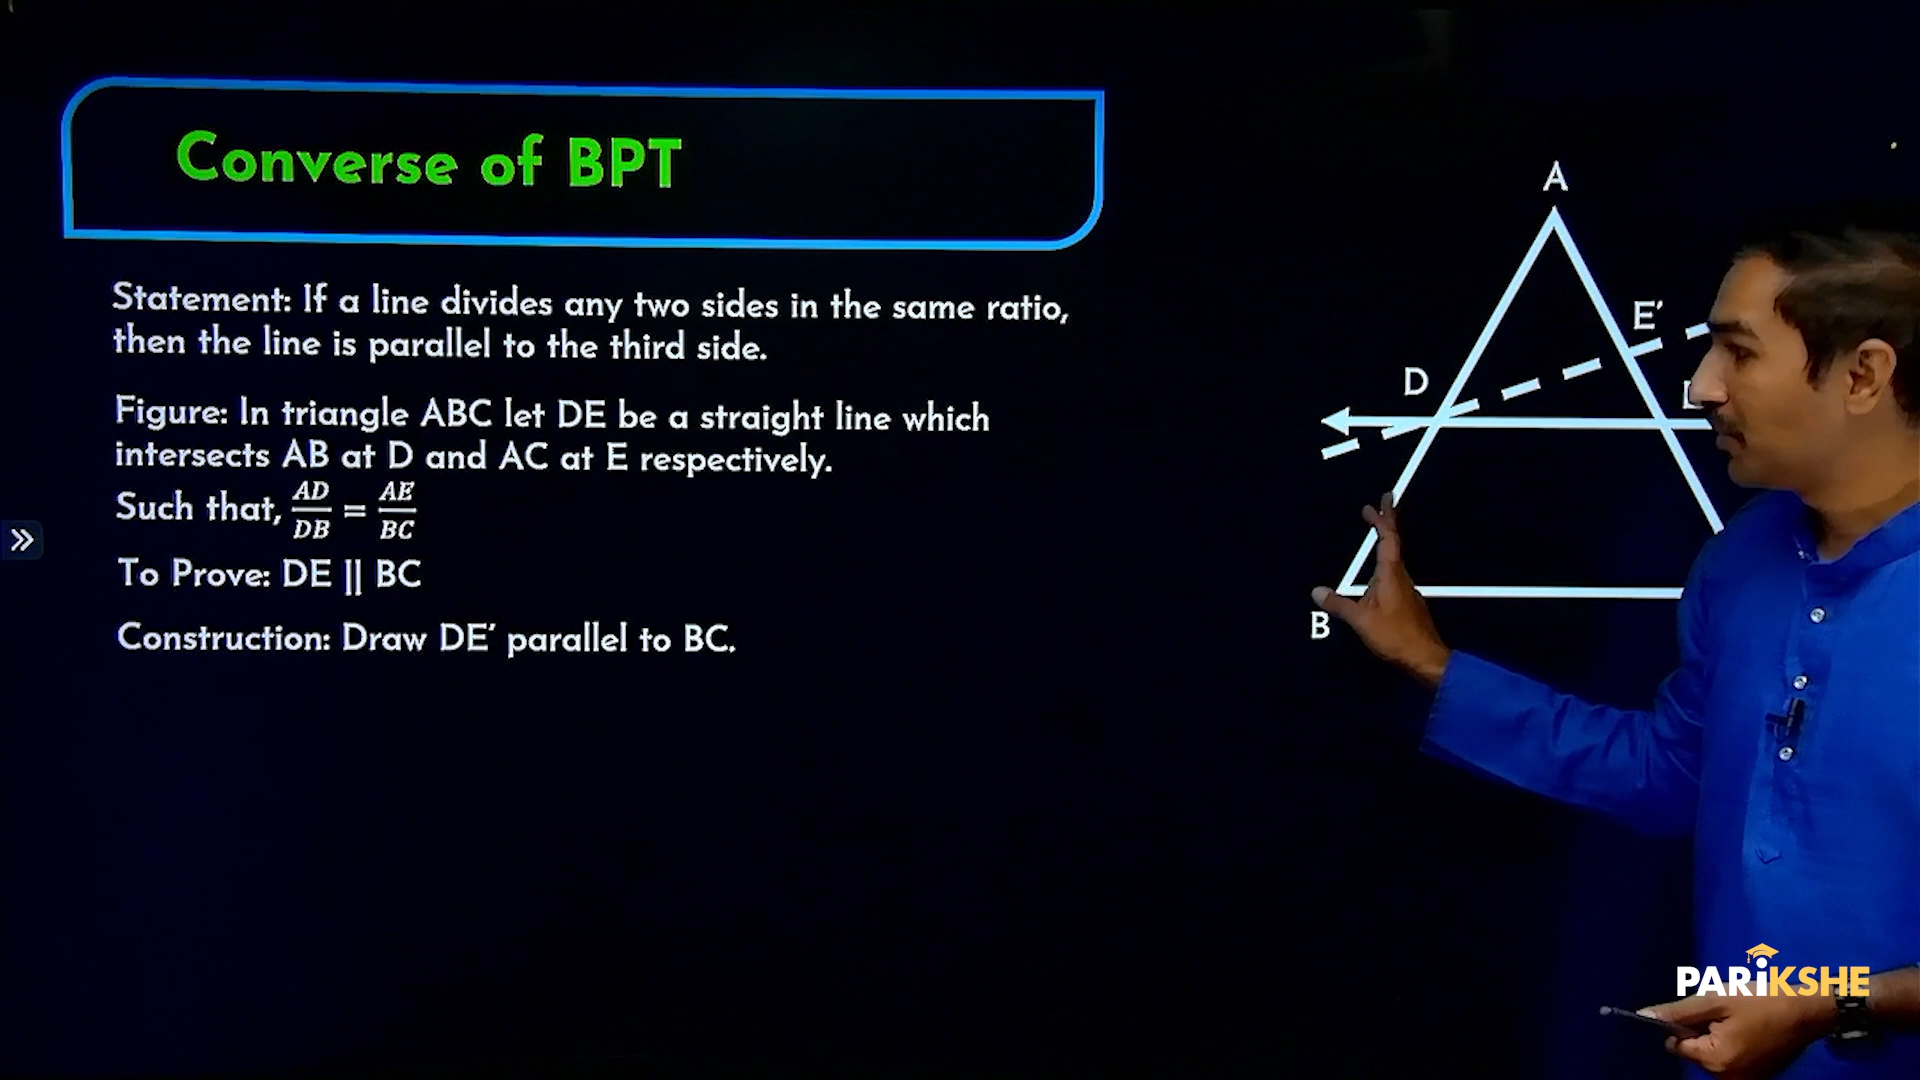 Converse of BPT
Statement: If a line divides any two sides in the same ratio,
then the line is parallel to the third side.
Figure: In triangle ABC let DE be a straight line which
intersects AB at D and AC at E respectively.
Such that, AD/DB = AE/BC
To Prove: DE || BC
Construction: Draw DE′ parallel to BC.
A
E′
D
B
PARiKSHE